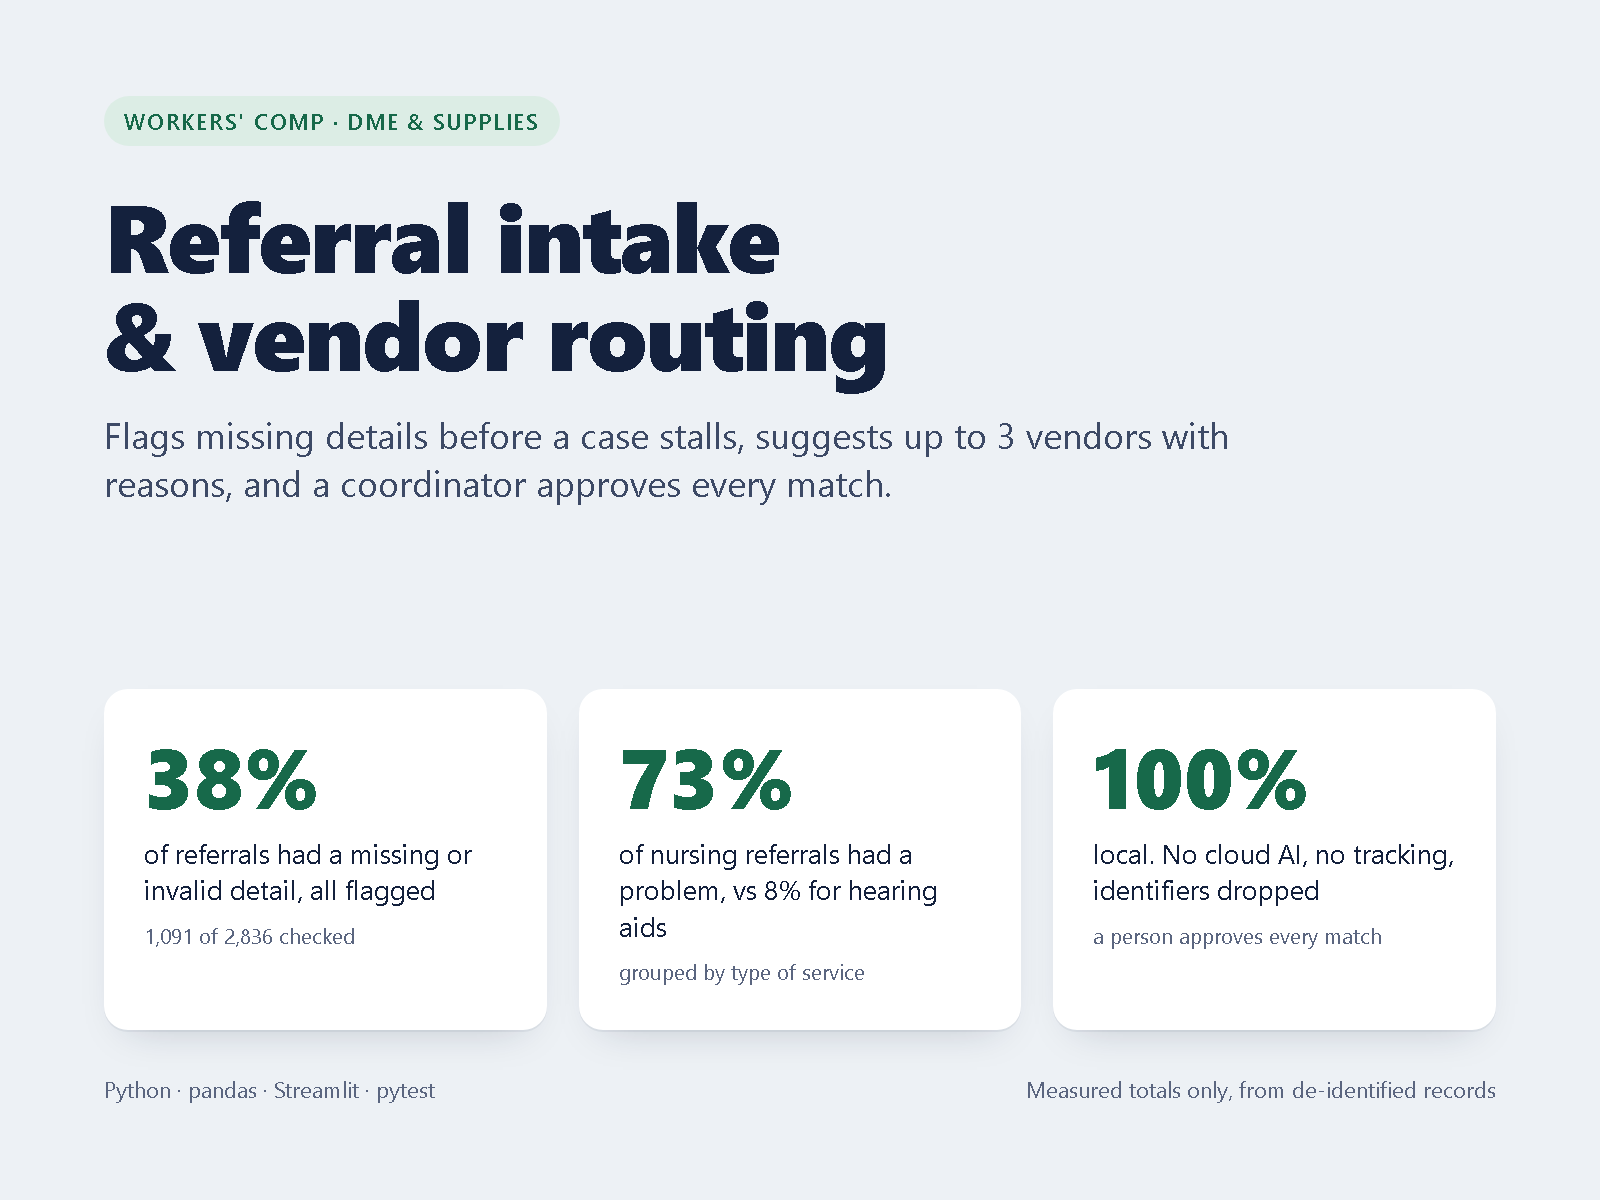 WORKERS' COMP · DME & SUPPLIES
Referral intake
& vendor routing
Flags missing details before a case stalls, suggests up to 3 vendors with
reasons, and a coordinator approves every match.
38%
of referrals had a missing or
invalid detail, all flagged
1,091 of 2,836 checked
73%
of nursing referrals had a
problem, vs 8% for hearing
aids
grouped by type of service
100%
local. No cloud AI, no tracking,
identifiers dropped
a person approves every match
Python · pandas · Streamlit · pytest
Measured totals only, from de-identified records